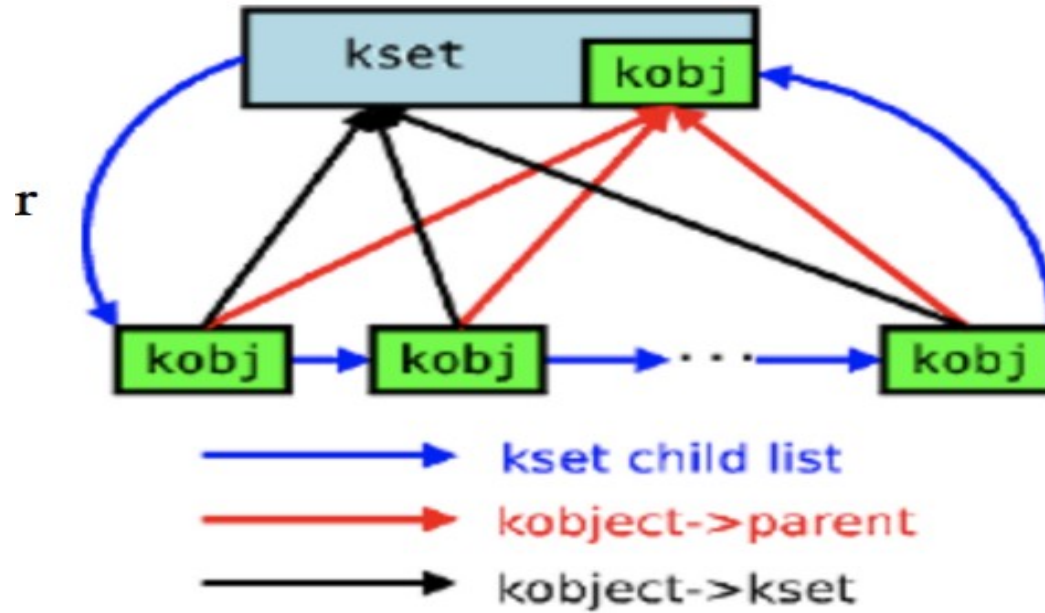 kset
kobj
r
kobj
kobj
...
kobj
kset child list
kobject->parent
kobject->kset